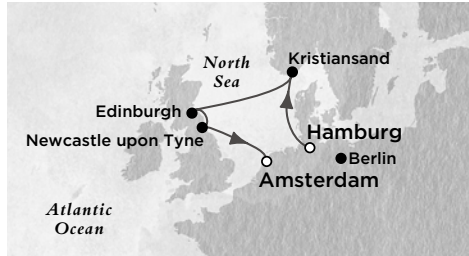 North
Sea
Kristiansand
Edinburgh
Newcastle upon Tyne
Hamburg
Berlin
Amsterdam
Atlantic
Ocean